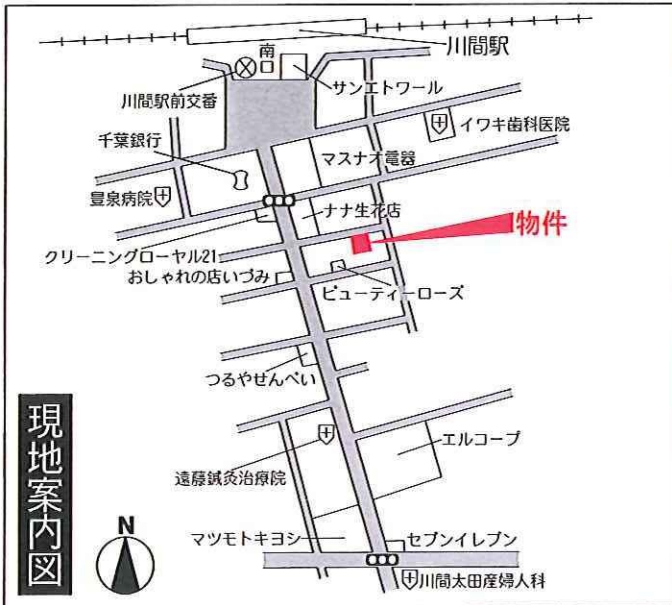 川間駅
南
口
サンエトワール
川間駅前交番
イワキ歯科医院
千葉銀行
マスナオ電器
豊泉病院
ナナ生花店
物件
クリーニングローヤル21
おしゃれの店いづみ
ビューティーローズ
つるやせんべい
エルコープ
遠藤鍼灸治療院
現地案内図
N
マツモトキヨシ
セブンイレブン
川間太田産婦人科